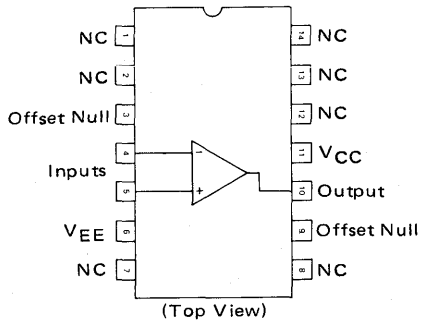 NC 1
NC 2
Offset Null 3
4
Inputs
5
VEE 6
NC 7
−
+
14 NC
13 NC
12 NC
11 VCC
10 Output
9 Offset Null
8 NC
(Top View)